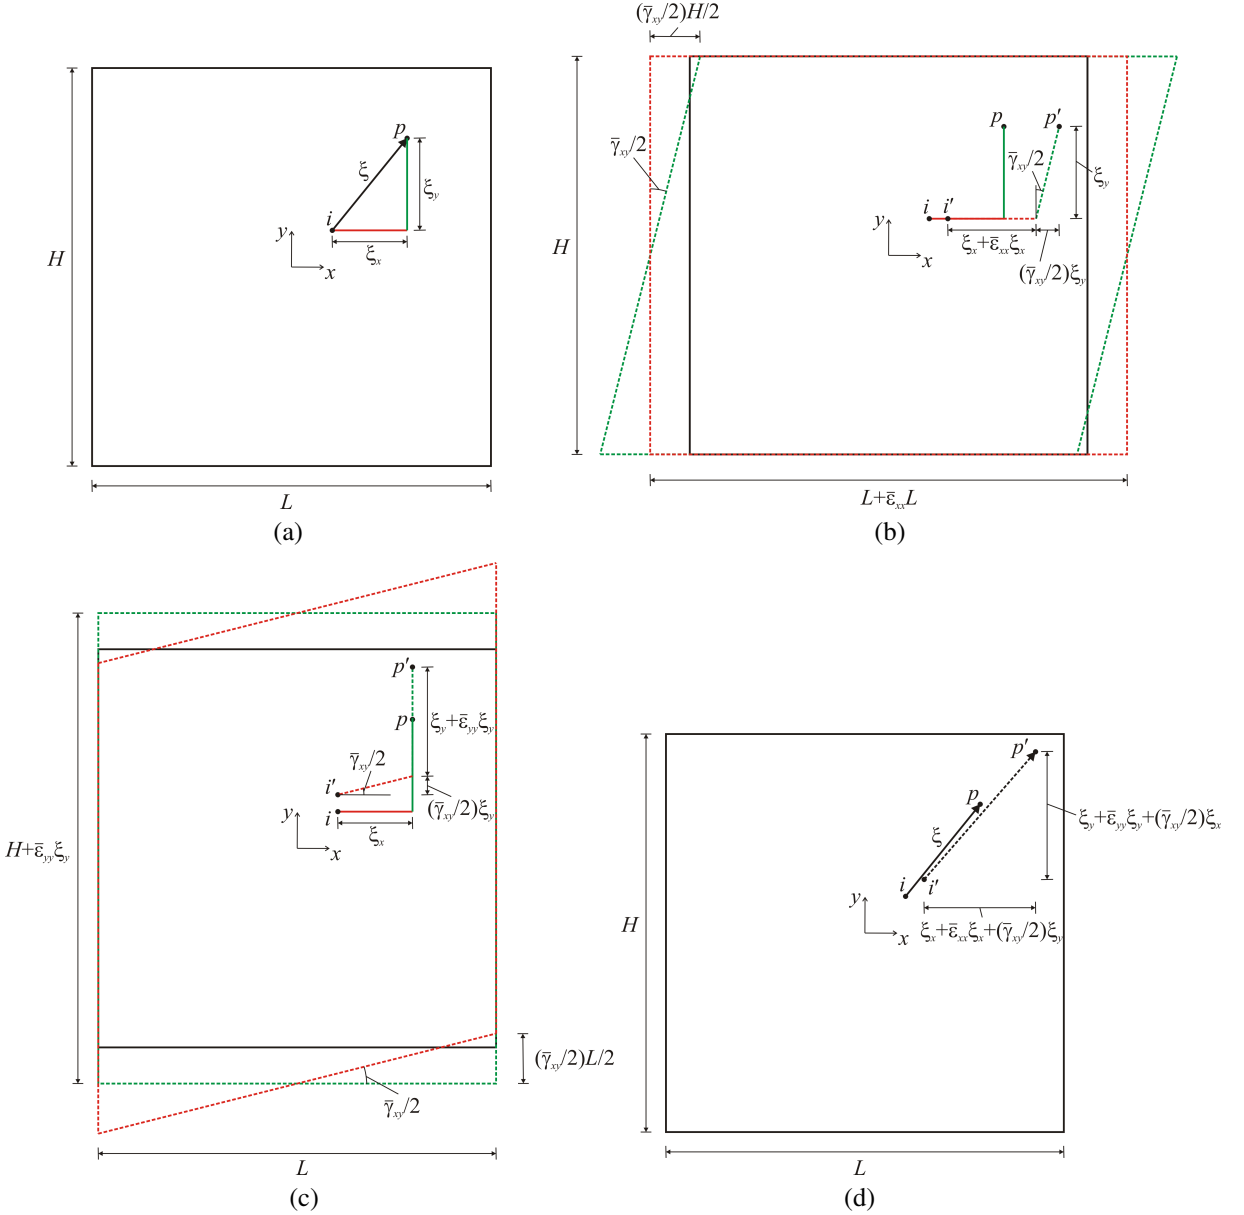 H
p
ξ
ξy
i
y
x
ξx
L
(a)
(γ̅xy/2)H/2
H
γ̅xy/2
p
p′
γ̅xy/2
ξy
i
i′
y
x
ξx+ε̅xxξx
(γ̅xy/2)ξy
L+ε̅xxL
(b)
H+ε̅yyξy
p′
p
ξy+ε̅yyξy
γ̅xy/2
i′
i
(γ̅xy/2)ξy
y
x
ξx
(γ̅xy/2)L/2
γ̅xy/2
L
(c)
H
p′
p
ξ
ξy+ε̅yyξy+(γ̅xy/2)ξx
i
i′
y
x
ξx+ε̅xxξx+(γ̅xy/2)ξy
L
(d)